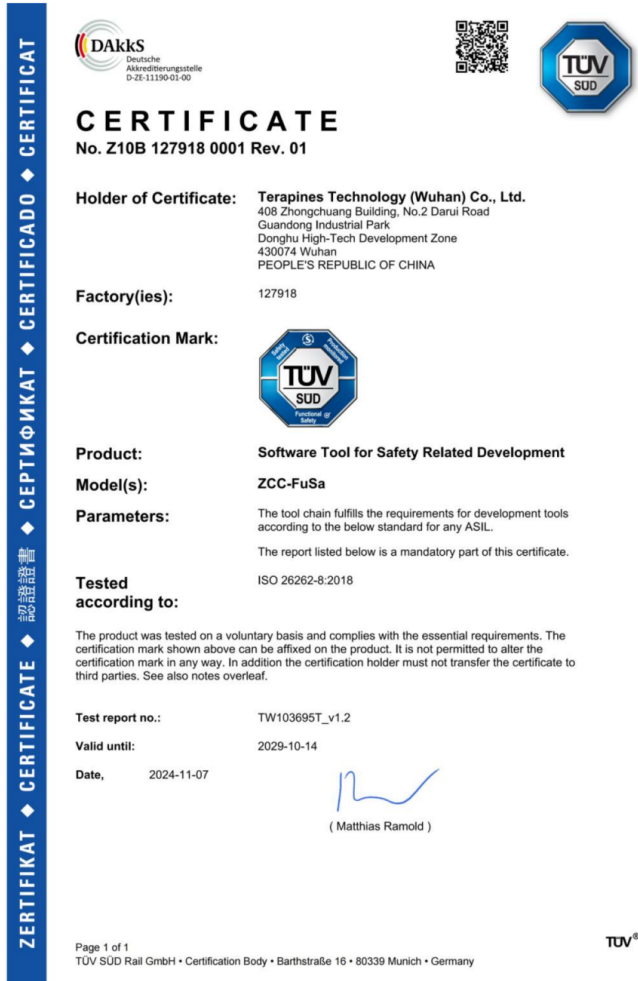 DAkkS
Deutsche
Akkreditierungsstelle
D-ZE-11190-01-00
TÜV
SÜD
ZERTIFIKAT ◆ CERTIFICATE ◆ 認證證書 ◆ СЕРТИФИКАТ ◆ CERTIFICADO ◆ CERTIFICAT
CERTIFICATE
No. Z10B 127918 0001 Rev. 01
Holder of Certificate:
Terapines Technology (Wuhan) Co., Ltd.
408 Zhongchuang Building, No.2 Darui Road
Guandong Industrial Park
Donghu High-Tech Development Zone
430074 Wuhan
PEOPLE'S REPUBLIC OF CHINA
Factory(ies):
127918
Certification Mark:
Safety tested
Production monitored
TÜV
SÜD
Functional Safety
Product:
Software Tool for Safety Related Development
Model(s):
ZCC-FuSa
Parameters:
The tool chain fulfills the requirements for development tools
according to the below standard for any ASIL.
The report listed below is a mandatory part of this certificate.
Tested
according to:
ISO 26262-8:2018
The product was tested on a voluntary basis and complies with the essential requirements. The
certification mark shown above can be affixed on the product. It is not permitted to alter the
certification mark in any way. In addition the certification holder must not transfer the certificate to
third parties. See also notes overleaf.
Test report no.:
TW103695T_v1.2
Valid until:
2029-10-14
Date,
2024-11-07
( Matthias Ramold )
Page 1 of 1
TÜV SÜD Rail GmbH • Certification Body • Barthstraße 16 • 80339 Munich • Germany
TÜV®